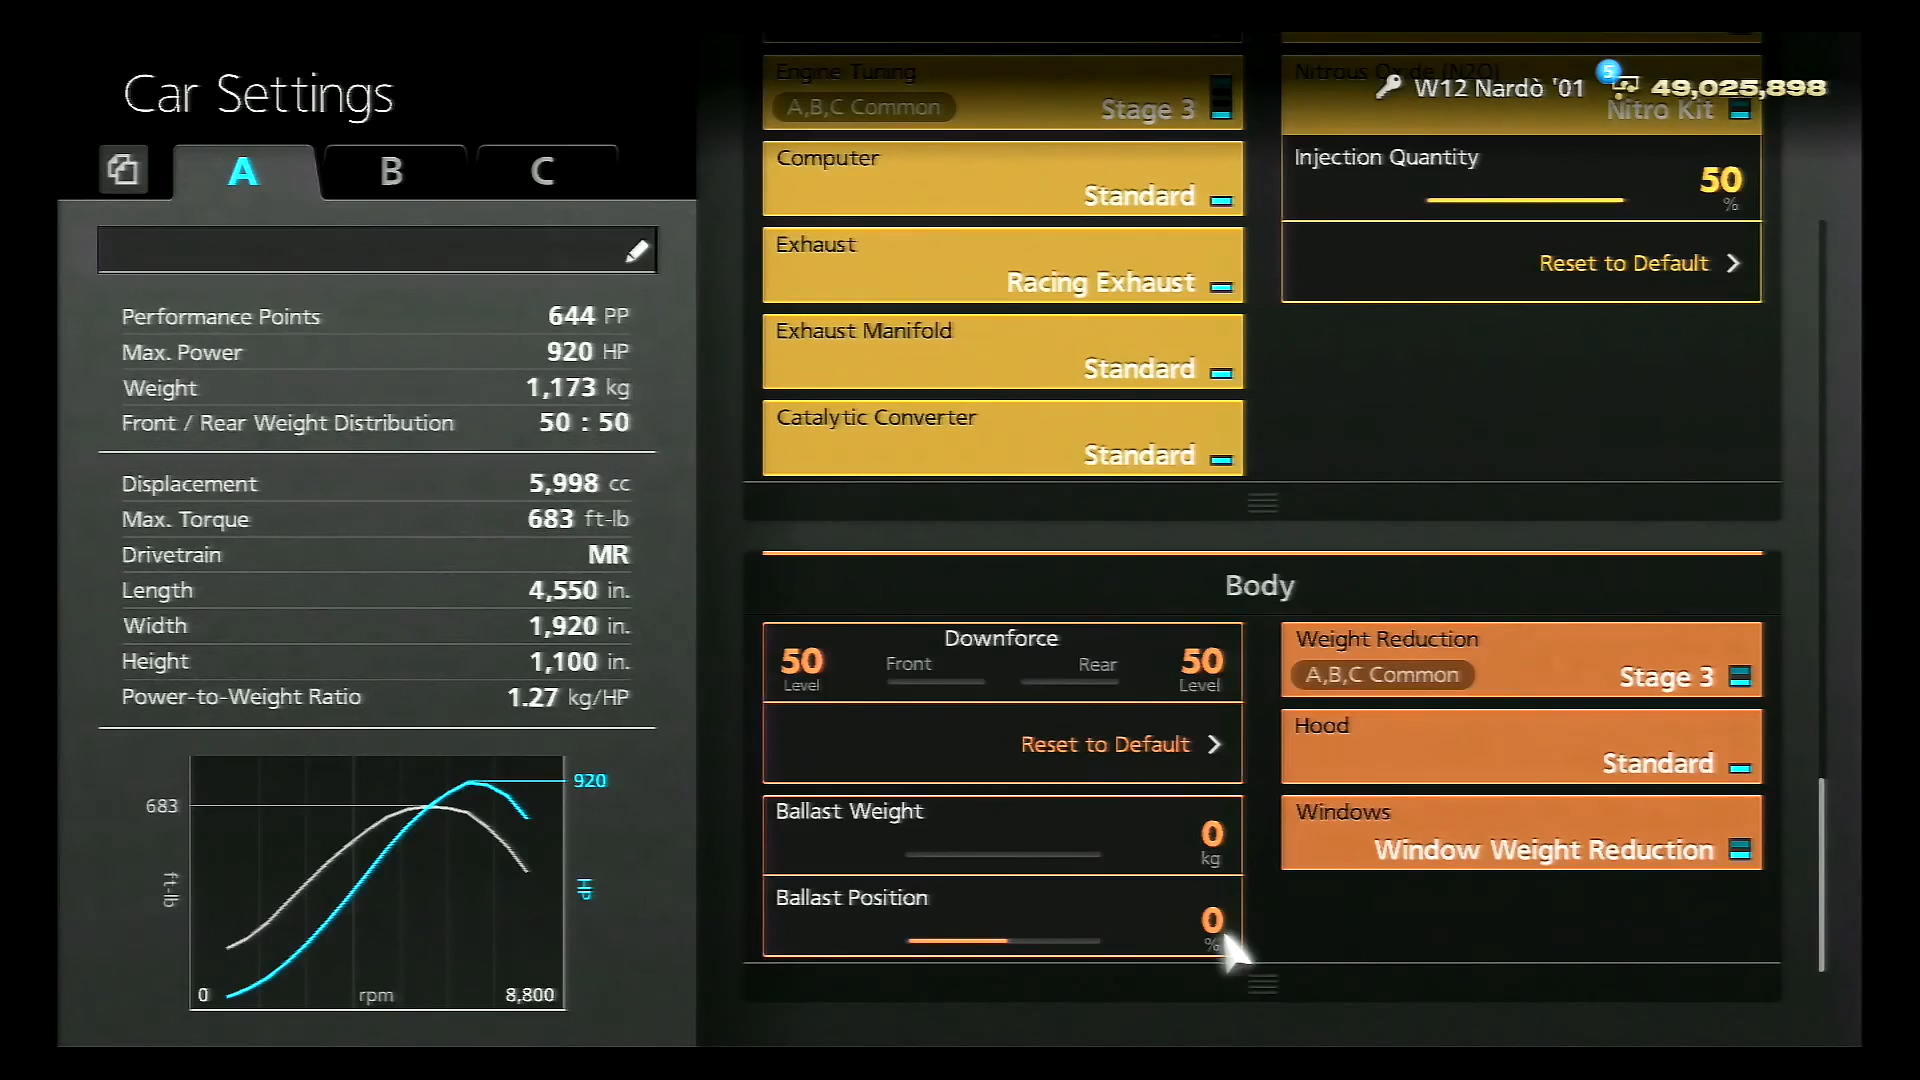 Car Settings
W12 Nardò '01
5
49,025,898
A
B
C
Performance Points 644 PP
Max. Power 920 HP
Weight 1,173 kg
Front / Rear Weight Distribution 50 : 50
Displacement 5,998 cc
Max. Torque 683 ft-lb
Drivetrain MR
Length 4,550 in.
Width 1,920 in.
Height 1,100 in.
Power-to-Weight Ratio 1.27 kg/HP
920
683
ft-lb
HP
0 rpm 8,800
Engine Tuning
A,B,C Common Stage 3
Computer
Standard
Exhaust
Racing Exhaust
Exhaust Manifold
Standard
Catalytic Converter
Standard
Nitrous Oxide (N2O)
Nitro Kit
Injection Quantity
50
%
Reset to Default
Body
Downforce
50 Front Rear 50
Level Level
Reset to Default
Ballast Weight
0
kg
Ballast Position
0
%
Weight Reduction
A,B,C Common Stage 3
Hood
Standard
Windows
Window Weight Reduction